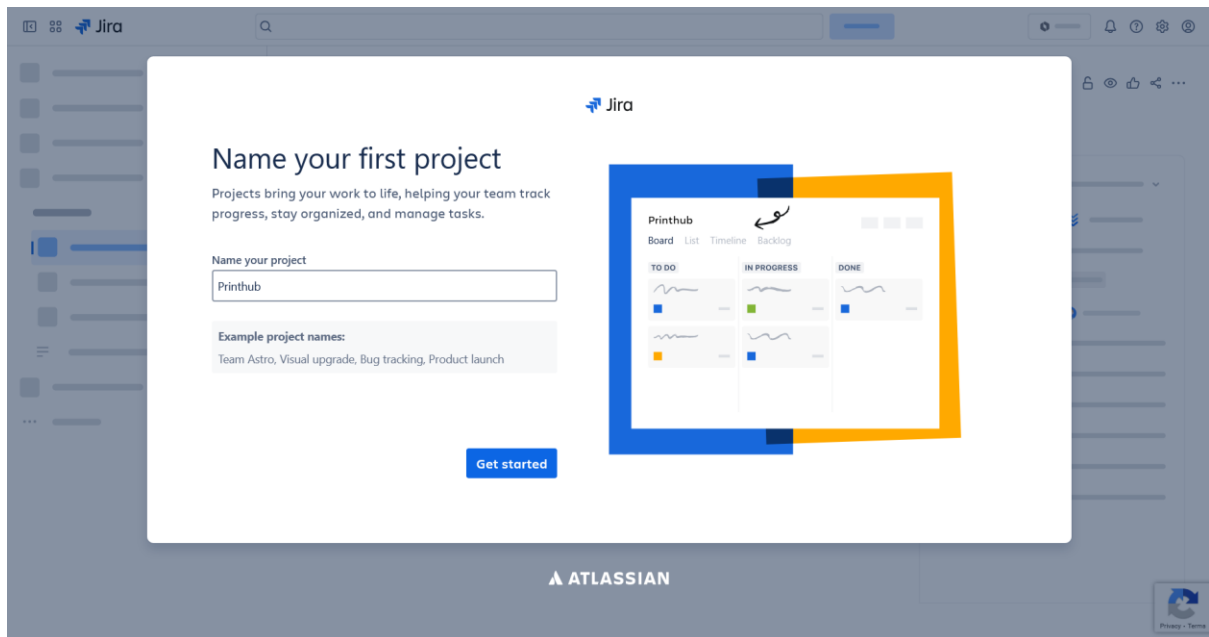 Jira
Jira
Name your first project
Projects bring your work to life, helping your team track
progress, stay organized, and manage tasks.
Name your project
Printhub
Example project names:
Team Astro, Visual upgrade, Bug tracking, Product launch
Get started
Printhub
Board List Timeline Backlog
TO DO IN PROGRESS DONE
ATLASSIAN
Privacy - Terms